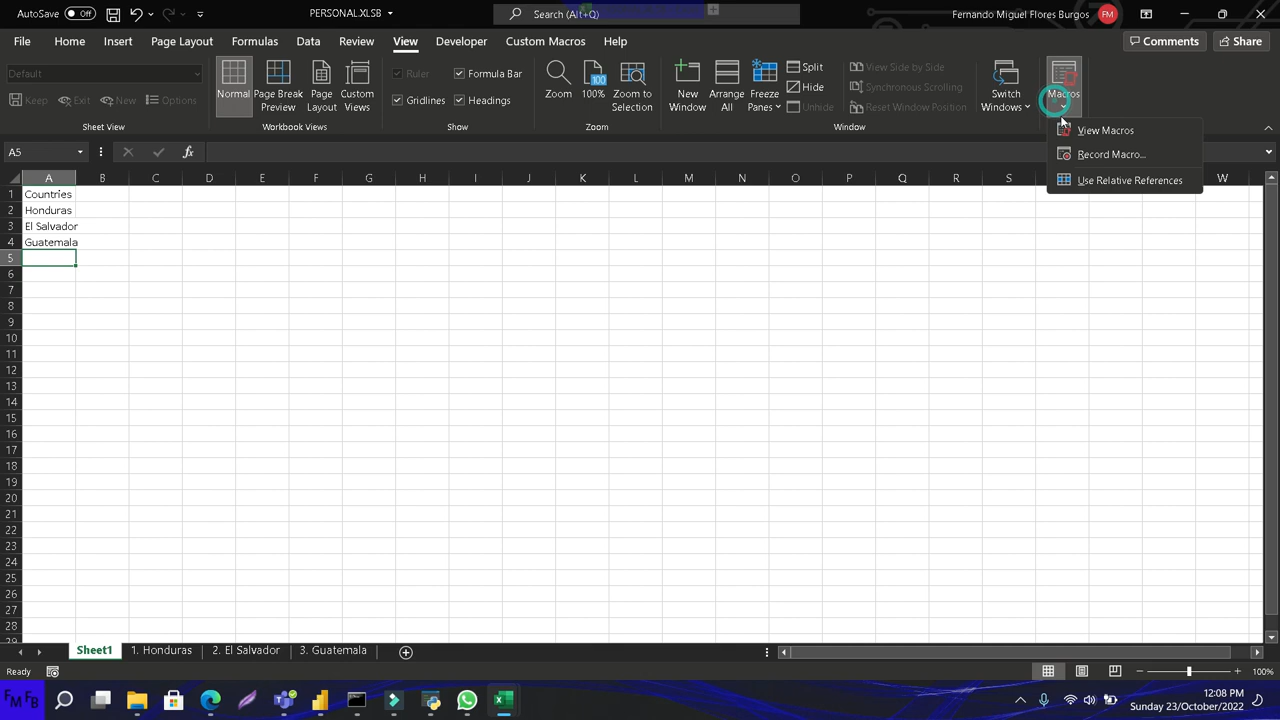 AutoSave Off PERSONAL.XLSB Search (Alt+Q) Fernando Miguel Flores Burgos FM
File Home Insert Page Layout Formulas Data Review View Developer Custom Macros Help Comments Share
Default
Keep Exit New Options
Sheet View
Normal
Page Break Preview
Page Layout
Custom Views
Workbook Views
Ruler
Formula Bar
Gridlines
Headings
Show
Zoom
100%
Zoom to Selection
Zoom
New Window
Arrange All
Freeze Panes
Split
Hide
Unhide
View Side by Side
Synchronous Scrolling
Reset Window Position
Switch Windows
Window
Macros
View Macros
Record Macro...
Use Relative References
A5 fx
A B C D E F G H I J K L M N O P Q R S T U V W
1 Countries
2 Honduras
3 El Salvador
4 Guatemala
5
6
7
8
9
10
11
12
13
14
15
16
17
18
19
20
21
22
23
24
25
26
27
28
29
Sheet1 1. Honduras 2. El Salvador 3. Guatemala
Ready 100%
FM FB 12:08 PM
Sunday 23/October/2022